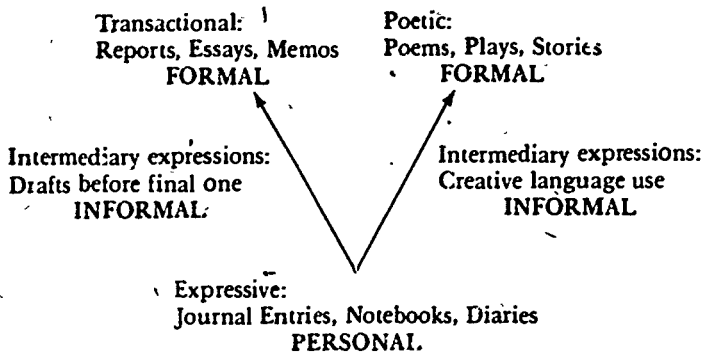 Transactional:
Reports, Essays, Memos
FORMAL
Poetic:
Poems, Plays, Stories
FORMAL
Intermediary expressions:
Drafts before final one
INFORMAL
Intermediary expressions:
Creative language use
INFORMAL
Expressive:
Journal Entries, Notebooks, Diaries
PERSONAL